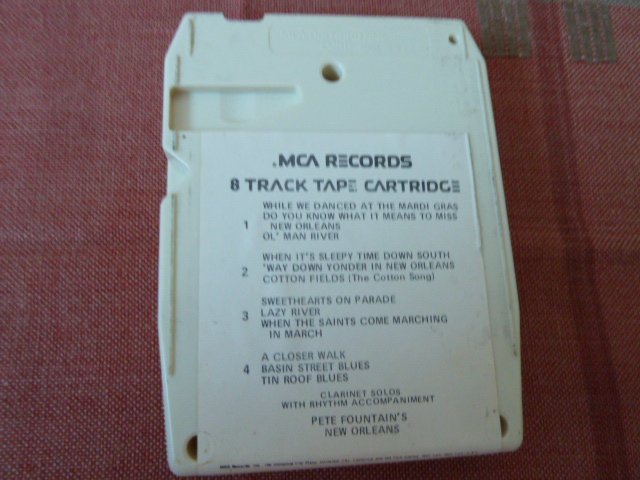 MCA RECORDS
8 TRACK TAPE CARTRIDGE
WHILE WE DANCED AT THE MARDI GRAS
DO YOU KNOW WHAT IT MEANS TO MISS
1 NEW ORLEANS
OL' MAN RIVER
WHEN IT'S SLEEPY TIME DOWN SOUTH
2 'WAY DOWN YONDER IN NEW ORLEANS
COTTON FIELDS (The Cotton Song)
SWEETHEARTS ON PARADE
3 LAZY RIVER
WHEN THE SAINTS COME MARCHING
IN MARCH
A CLOSER WALK
4 BASIN STREET BLUES
TIN ROOF BLUES
CLARINET SOLOS
WITH RHYTHM ACCOMPANIMENT
PETE FOUNTAIN'S
NEW ORLEANS